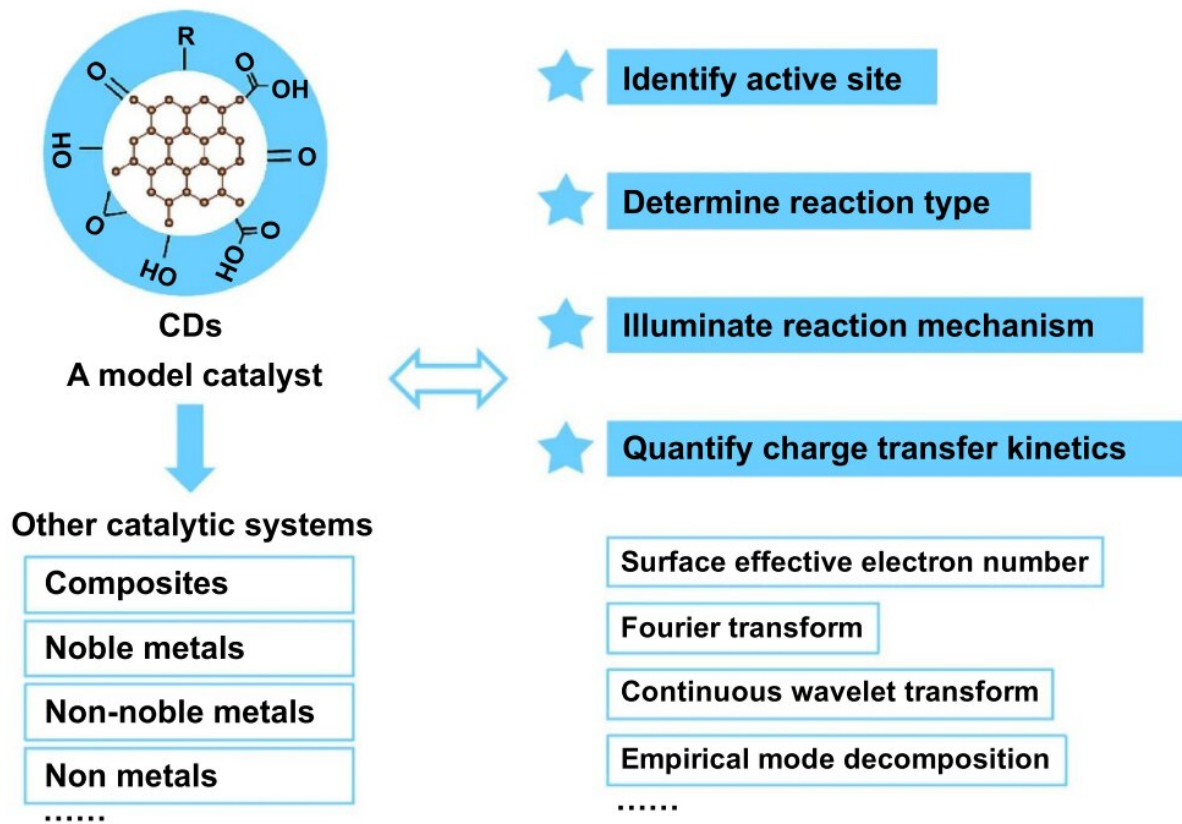 R
O
O
OH
OH
O
O
HO
HO
O
CDs
A model catalyst
Other catalytic systems
Composites
Noble metals
Non-noble metals
Non metals
......
Identify active site
Determine reaction type
Illuminate reaction mechanism
Quantify charge transfer kinetics
Surface effective electron number
Fourier transform
Continuous wavelet transform
Empirical mode decomposition
......